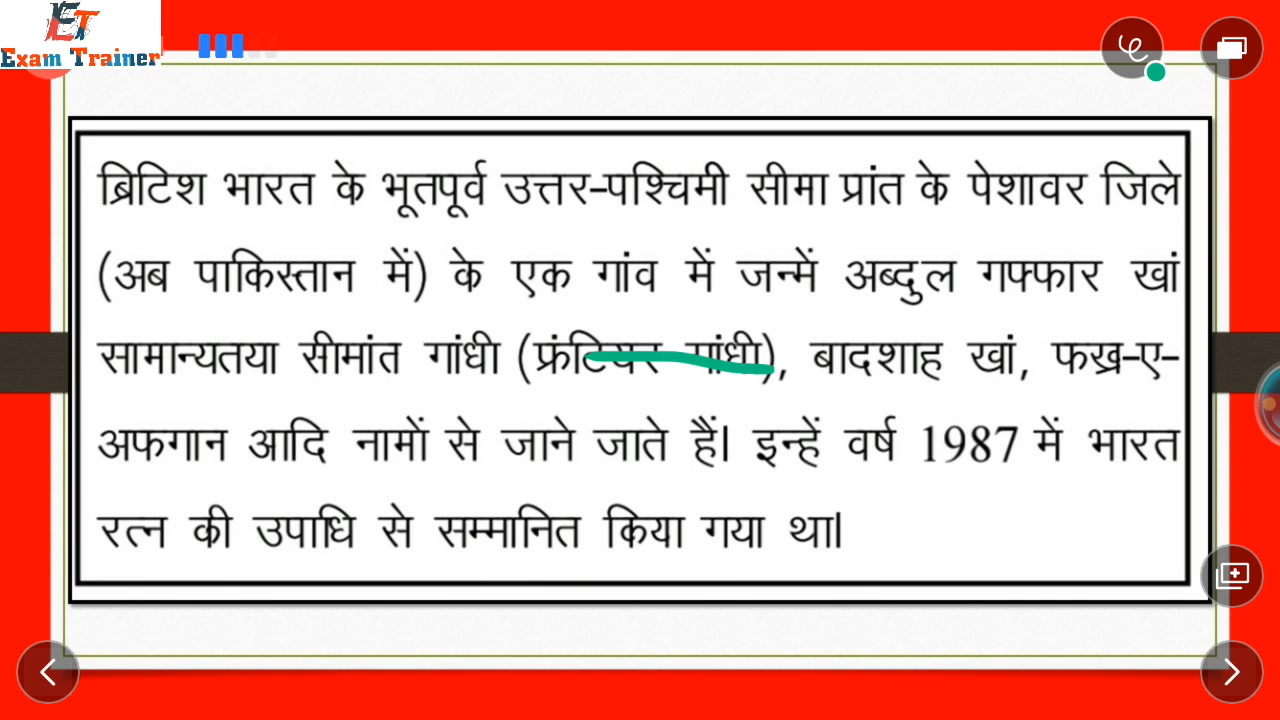 ET
Exam Trainer
ब्रिटिश भारत के भूतपूर्व उत्तर-पश्चिमी सीमा प्रांत के पेशावर जिले
(अब पाकिस्तान में) के एक गांव में जन्में अब्दुल गफ्फार खां
सामान्यतया सीमांत गांधी (फ्रंटियर गांधी), बादशाह खां, फख्र-ए-
अफगान आदि नामों से जाने जाते हैं। इन्हें वर्ष 1987 में भारत
रत्न की उपाधि से सम्मानित किया गया था।